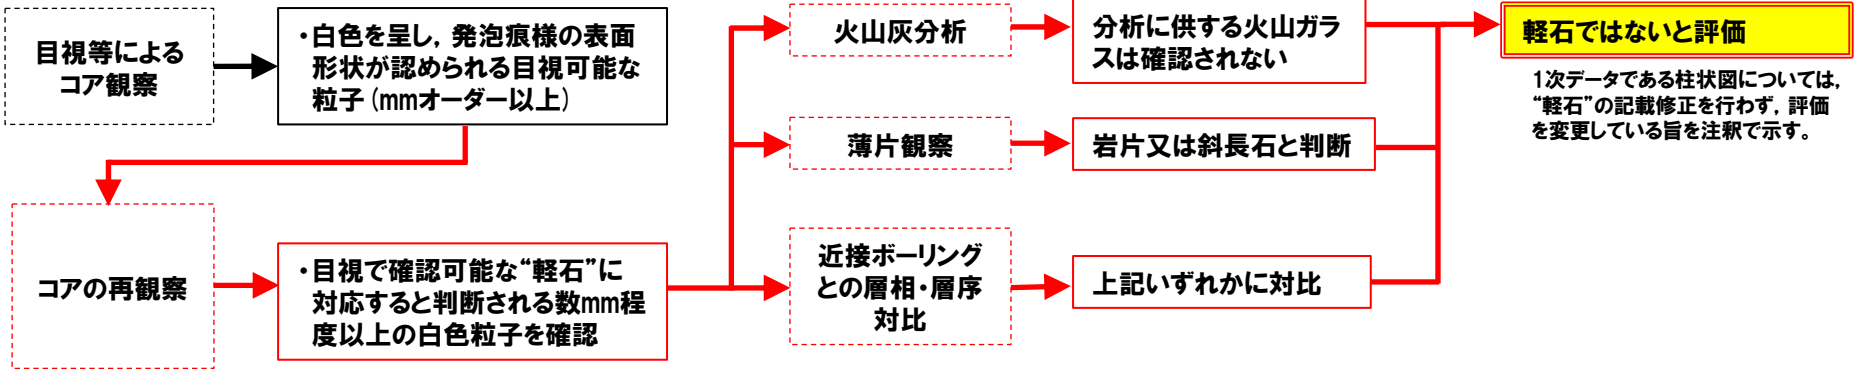 目視等による
コア観察
・白色を呈し，発泡痕様の表面
形状が認められる目視可能な
粒子（mmオーダー以上）
コアの再観察
・目視で確認可能な“軽石”に
対応すると判断される数mm程
度以上の白色粒子を確認
火山灰分析
分析に供する火山ガラ
スは確認されない
薄片観察
岩片又は斜長石と判断
近接ボーリング
との層相・層序
対比
上記いずれかに対比
軽石ではないと評価
1次データである柱状図については，
“軽石”の記載修正を行わず，評価
を変更している旨を注釈で示す。